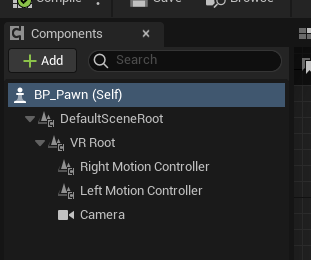 Compile
Save
Browse
Components
Add
Search
BP_Pawn (Self)
DefaultSceneRoot
VR Root
Right Motion Controller
Left Motion Controller
Camera